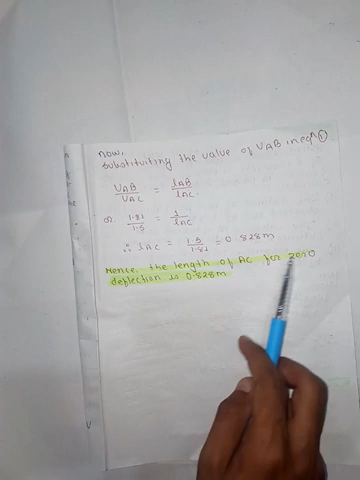 now,
substituiting the value of VAB in eqn ①
VAB/VAC = lAB/lAC
or 1.81/1.5 = 1/lAC
∴ lAC = 1.5/1.81 = 0.828m
Hence, the length of AC for zero
deflection is 0.828m